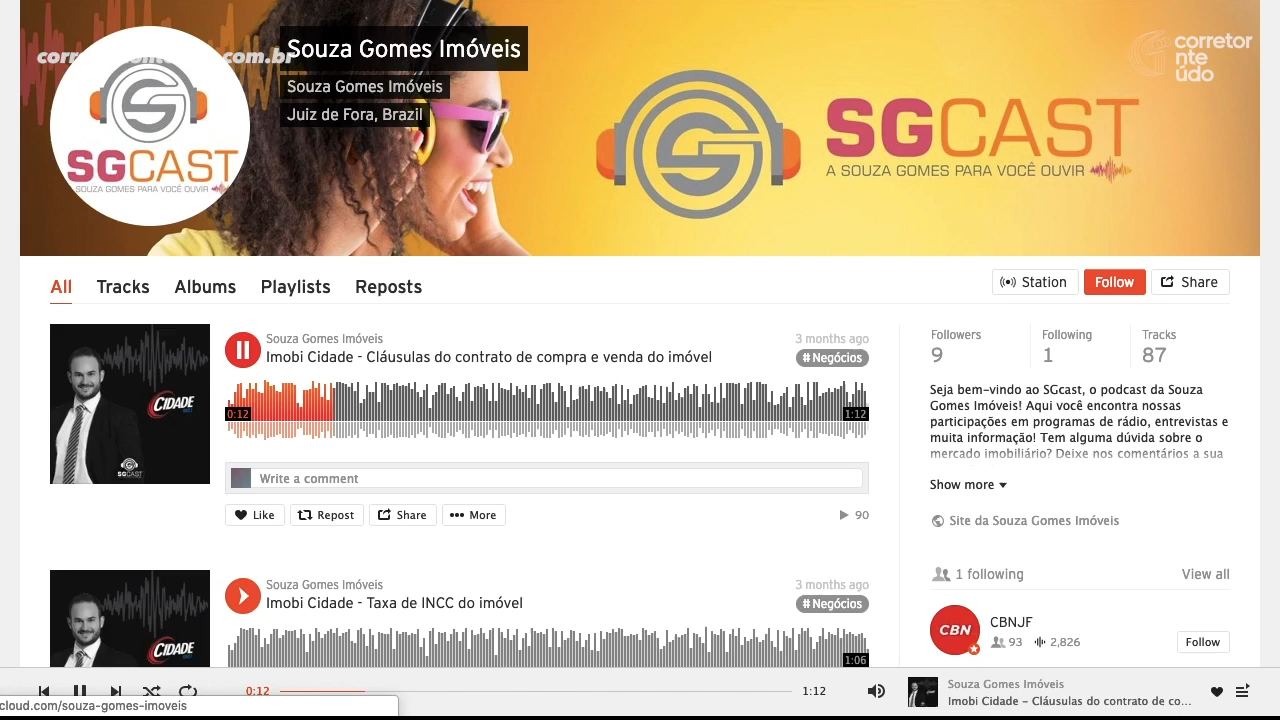 Souza Gomes Imóveis
Souza Gomes Imóveis
Juiz de Fora, Brazil
SGCAST
SOUZA GOMES PARA VOCÊ OUVIR
SGCAST
A SOUZA GOMES PARA VOCÊ OUVIR
corretor
nte
údo
All Tracks Albums Playlists Reposts
Station Follow Share
Souza Gomes Imóveis
3 months ago
Imobi Cidade - Cláusulas do contrato de compra e venda do imóvel
# Negócios
CIDADE
SGCAST
0:12
1:12
Write a comment
Like Repost Share More
90
Followers Following Tracks
9 1 87
Seja bem-vindo ao SGcast, o podcast da Souza
Gomes Imóveis! Aqui você encontra nossas
participações em programas de rádio, entrevistas e
muita informação! Tem alguma dúvida sobre o
mercado imobiliário? Deixe nos comentários a sua
Show more
Site da Souza Gomes Imóveis
1 following
View all
CBN
CBNJF
93 2,826
Follow
Souza Gomes Imóveis
3 months ago
Imobi Cidade - Taxa de INCC do imóvel
# Negócios
CIDADE
1:06
0:12
1:12
Souza Gomes Imóveis
Imobi Cidade - Cláusulas do contrato de co...
cloud.com/souza-gomes-imoveis